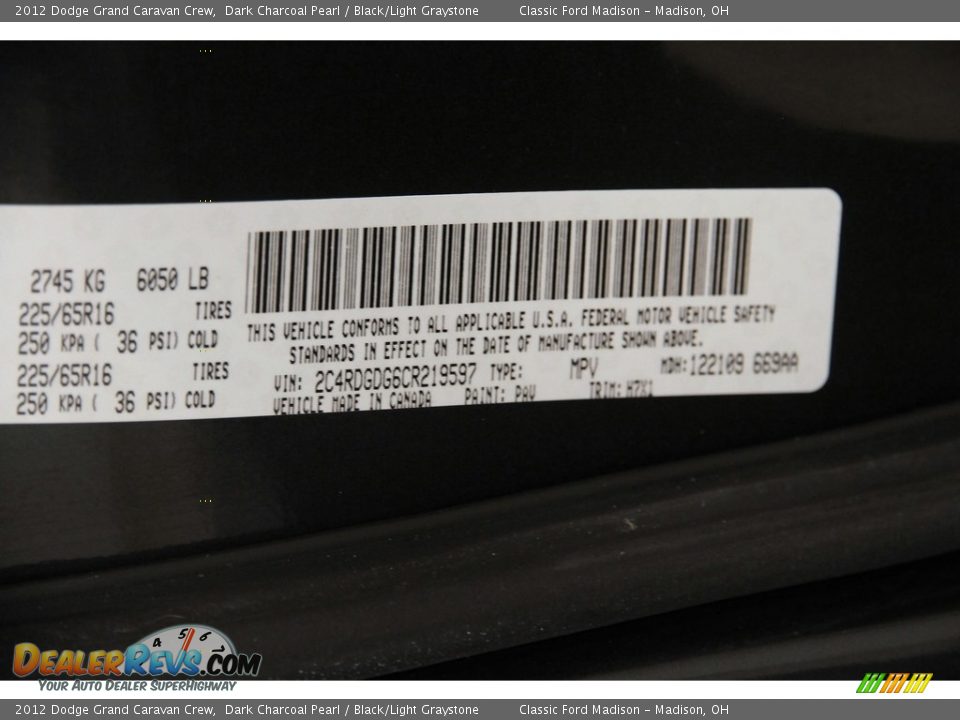 2012 Dodge Grand Caravan Crew, Dark Charcoal Pearl / Black/Light Graystone Classic Ford Madison - Madison, OH
2745 KG 6050 LB
225/65R16 TIRES
250 KPA ( 36 PSI) COLD
225/65R16 TIRES
250 KPA ( 36 PSI) COLD
THIS VEHICLE CONFORMS TO ALL APPLICABLE U.S.A. FEDERAL MOTOR VEHICLE SAFETY
STANDARDS IN EFFECT ON THE DATE OF MANUFACTURE SHOWN ABOVE.
VIN: 2C4RDGDG6CR219597 TYPE: MPV MDH:122109 669AA
VEHICLE MADE IN CANADA PAINT: PAV TRIM: H7X1
4 5 6
DEALERREVS.COM
YOUR AUTO DEALER SUPERHIGHWAY
2012 Dodge Grand Caravan Crew, Dark Charcoal Pearl / Black/Light Graystone Classic Ford Madison - Madison, OH